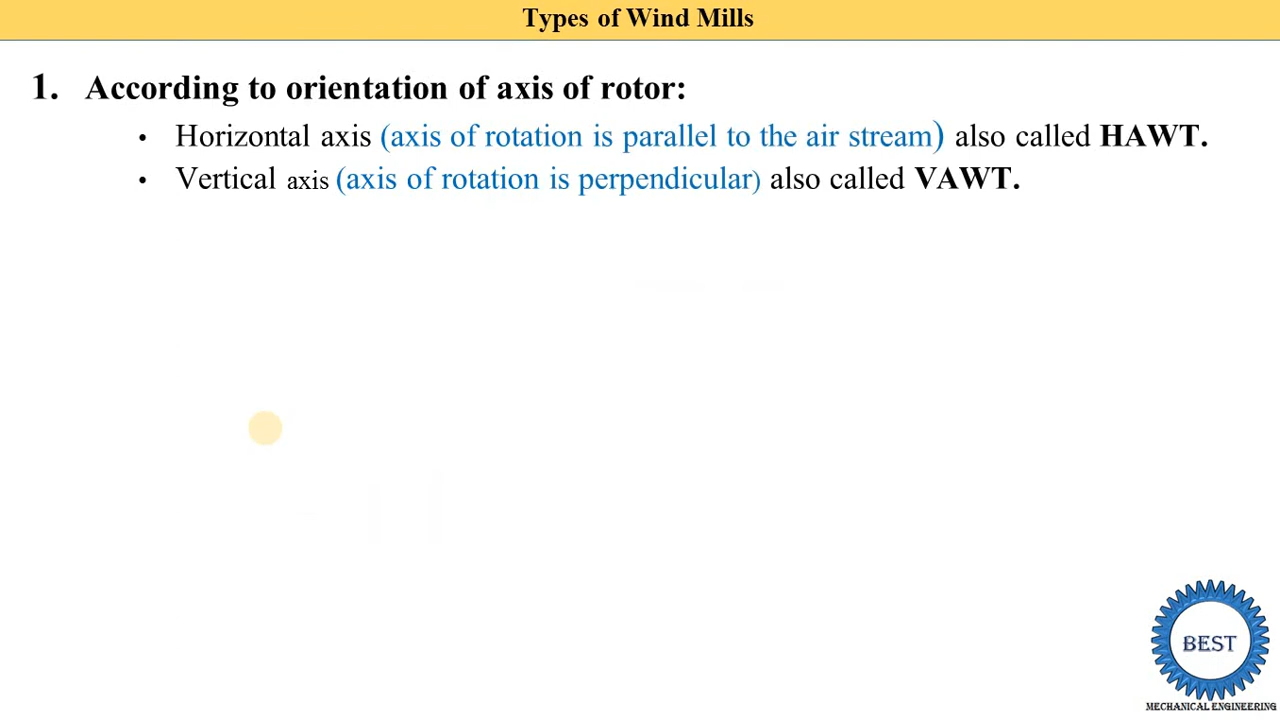 Types of Wind Mills
1. According to orientation of axis of rotor:
• Horizontal axis (axis of rotation is parallel to the air stream) also called HAWT.
• Vertical axis (axis of rotation is perpendicular) also called VAWT.
BEST
MECHANICAL ENGINEERING